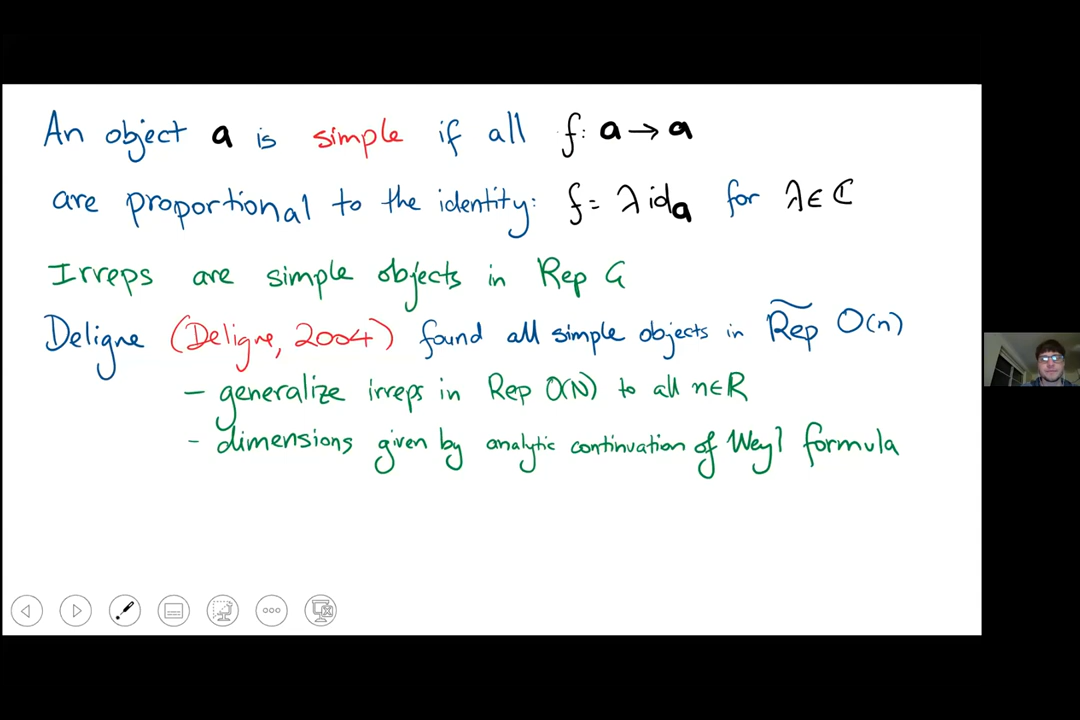 An object a is simple if all f: a → a
are proportional to the identity: f = λ id_a for λ ∈ ℂ
Irreps are simple objects in Rep G
Deligne (Deligne, 2004) found all simple objects in R͠ep O(n)
– generalize irreps in Rep O(N) to all n∈R
- dimensions given by analytic continuation of Weyl formula